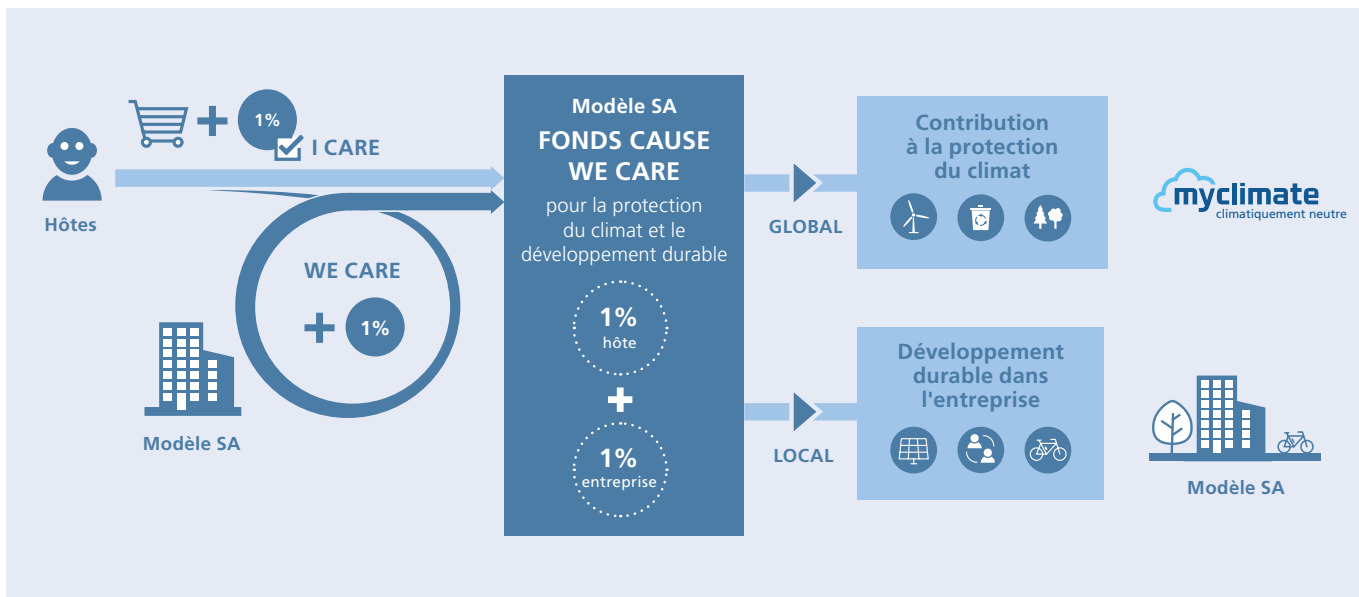 1%
I CARE
Hôtes
WE CARE
1%
Modèle SA
Modèle SA
FONDS CAUSE
WE CARE
pour la protection
du climat et le
développement durable
1%
hôte
1%
entreprise
GLOBAL
Contribution
à la protection
du climat
myclimate
climatiquement neutre
LOCAL
Développement
durable dans
l'entreprise
Modèle SA